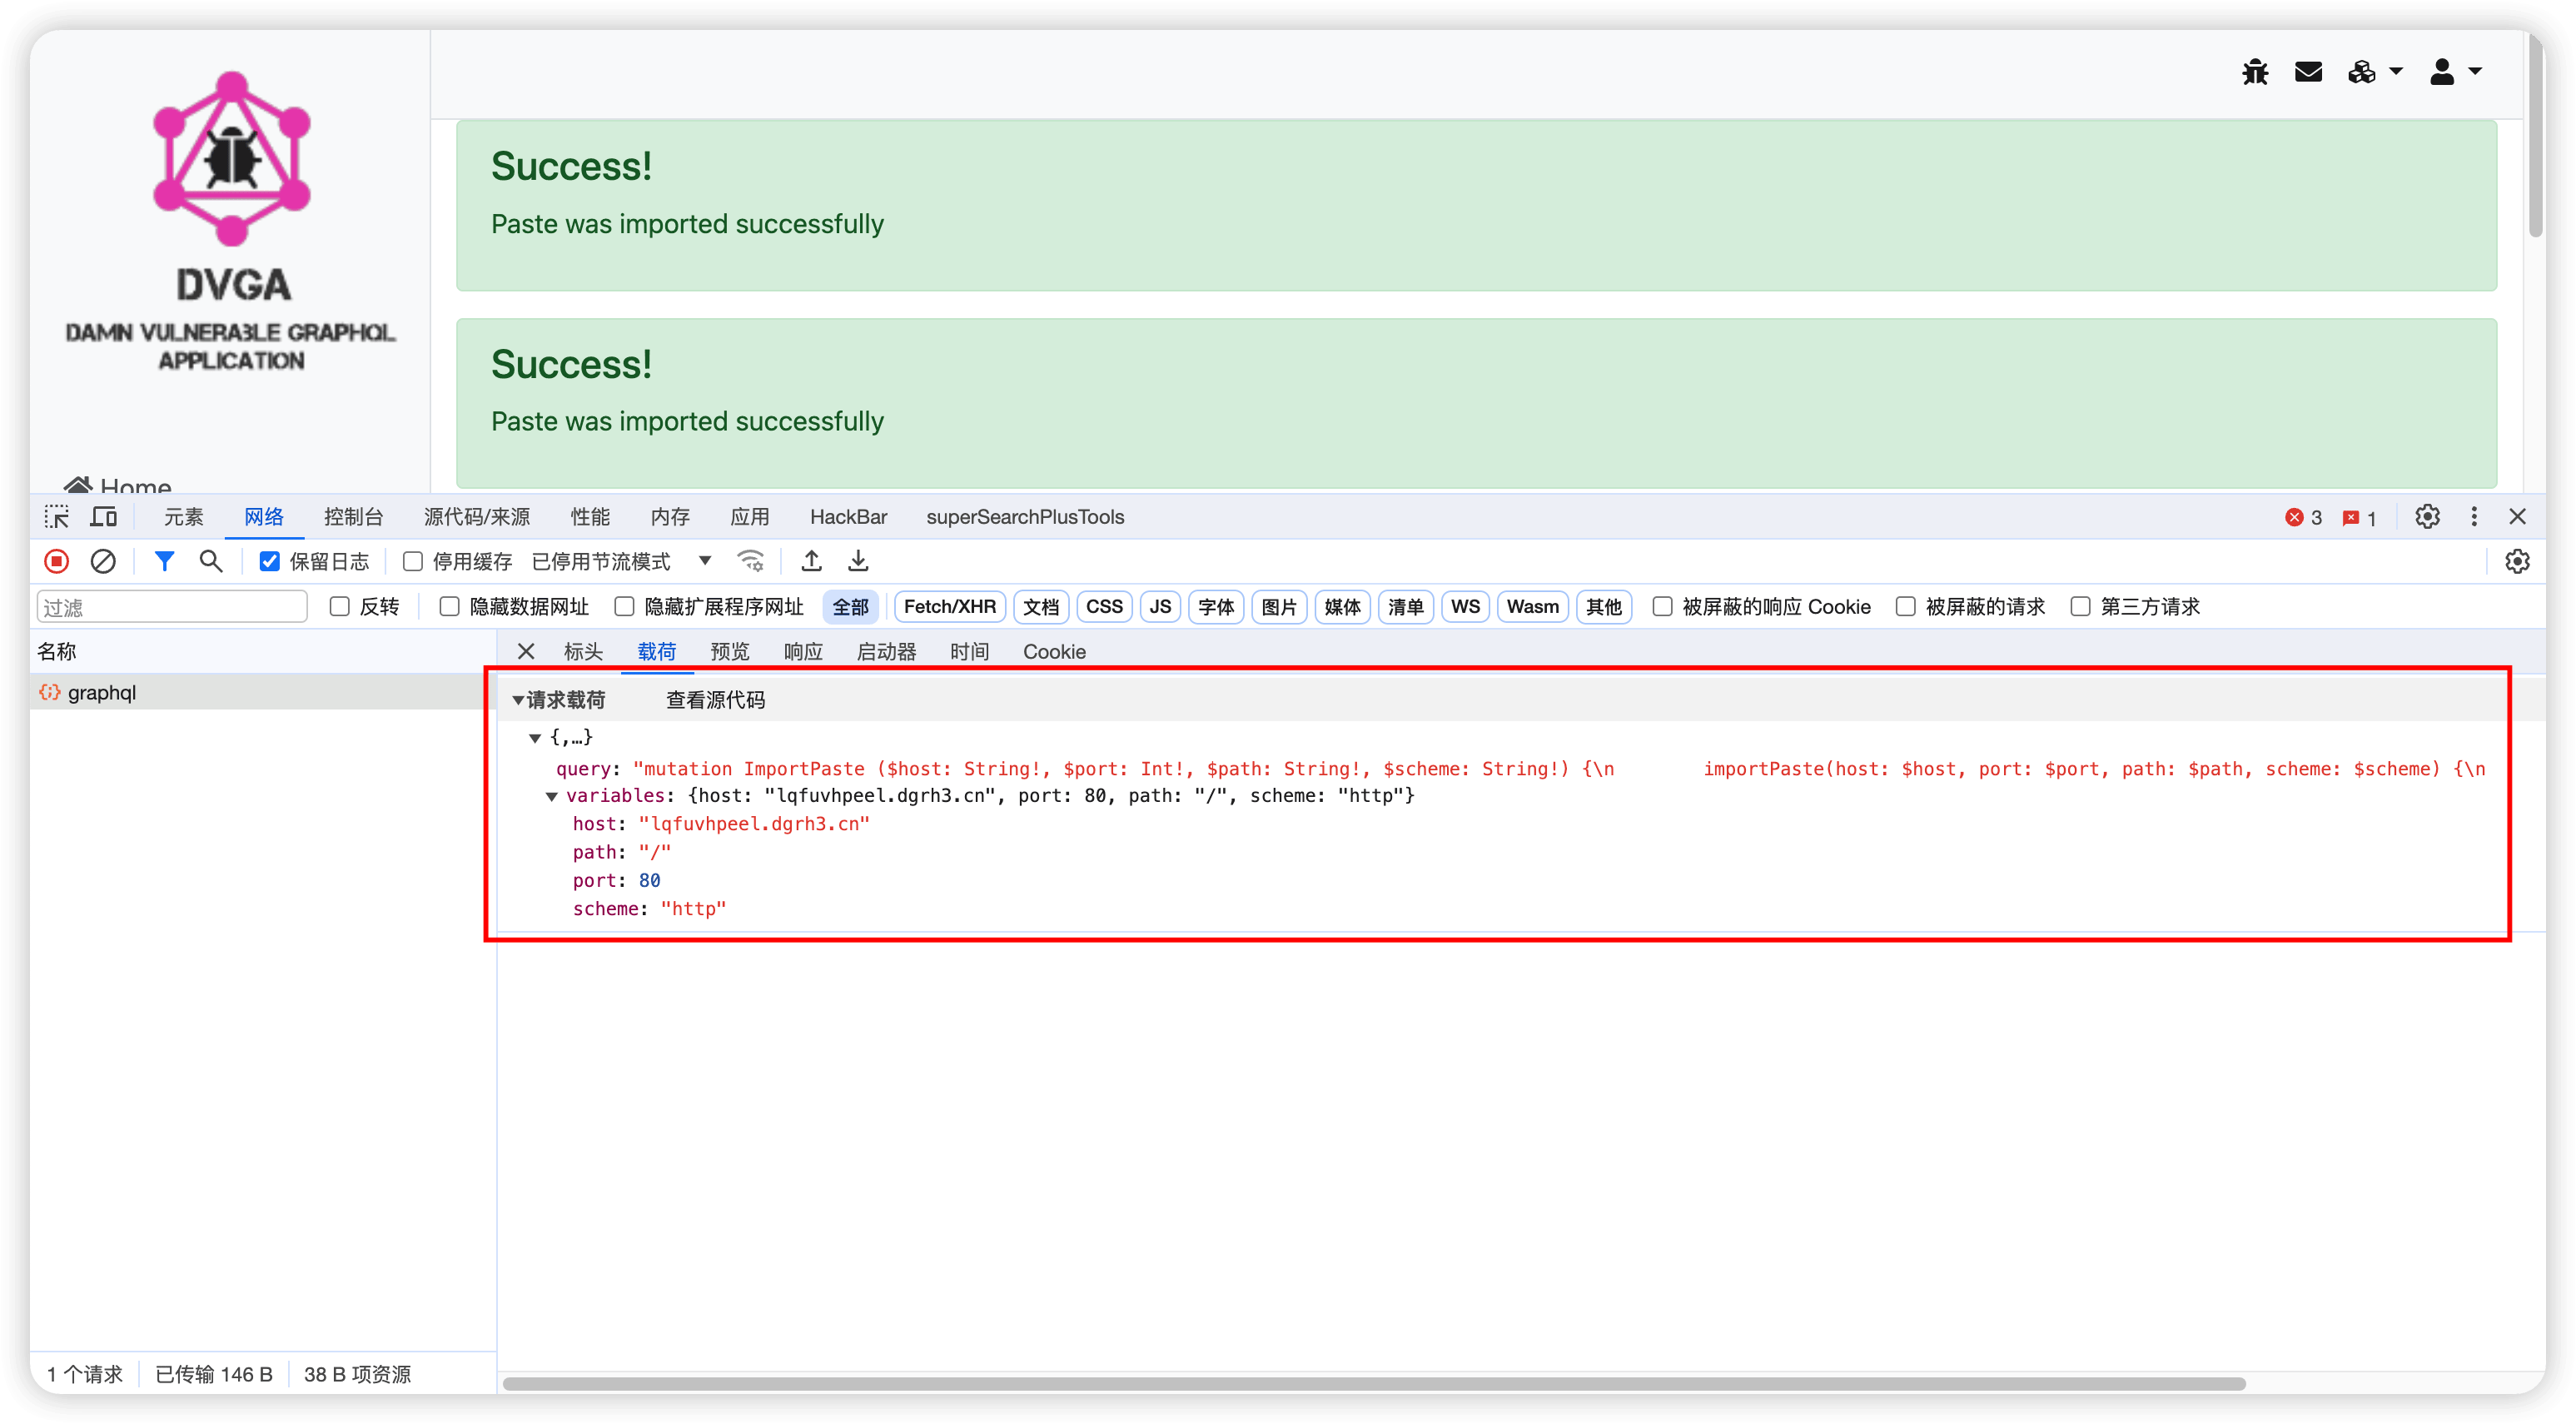 DVGA
DAMN VULNERABLE GRAPHQL
APPLICATION
Home
Success!
Paste was imported successfully
Success!
Paste was imported successfully
元素 网络 控制台 源代码/来源 性能 内存 应用 HackBar superSearchPlusTools 3 1
保留日志 停用缓存 已停用节流模式
过滤 反转 隐藏数据网址 隐藏扩展程序网址 全部 Fetch/XHR 文档 CSS JS 字体 图片 媒体 清单 WS Wasm 其他 被屏蔽的响应 Cookie 被屏蔽的请求 第三方请求
名称
graphql
标头 载荷 预览 响应 启动器 时间 Cookie
▼请求载荷 查看源代码
▼ {,…}
query: "mutation ImportPaste ($host: String!, $port: Int!, $path: String!, $scheme: String!) {\n        importPaste(host: $host, port: $port, path: $path, scheme: $scheme) {\n
▼ variables: {host: "lqfuvhpeel.dgrh3.cn", port: 80, path: "/", scheme: "http"}
host: "lqfuvhpeel.dgrh3.cn"
path: "/"
port: 80
scheme: "http"
1 个请求 已传输 146 B 38 B 项资源